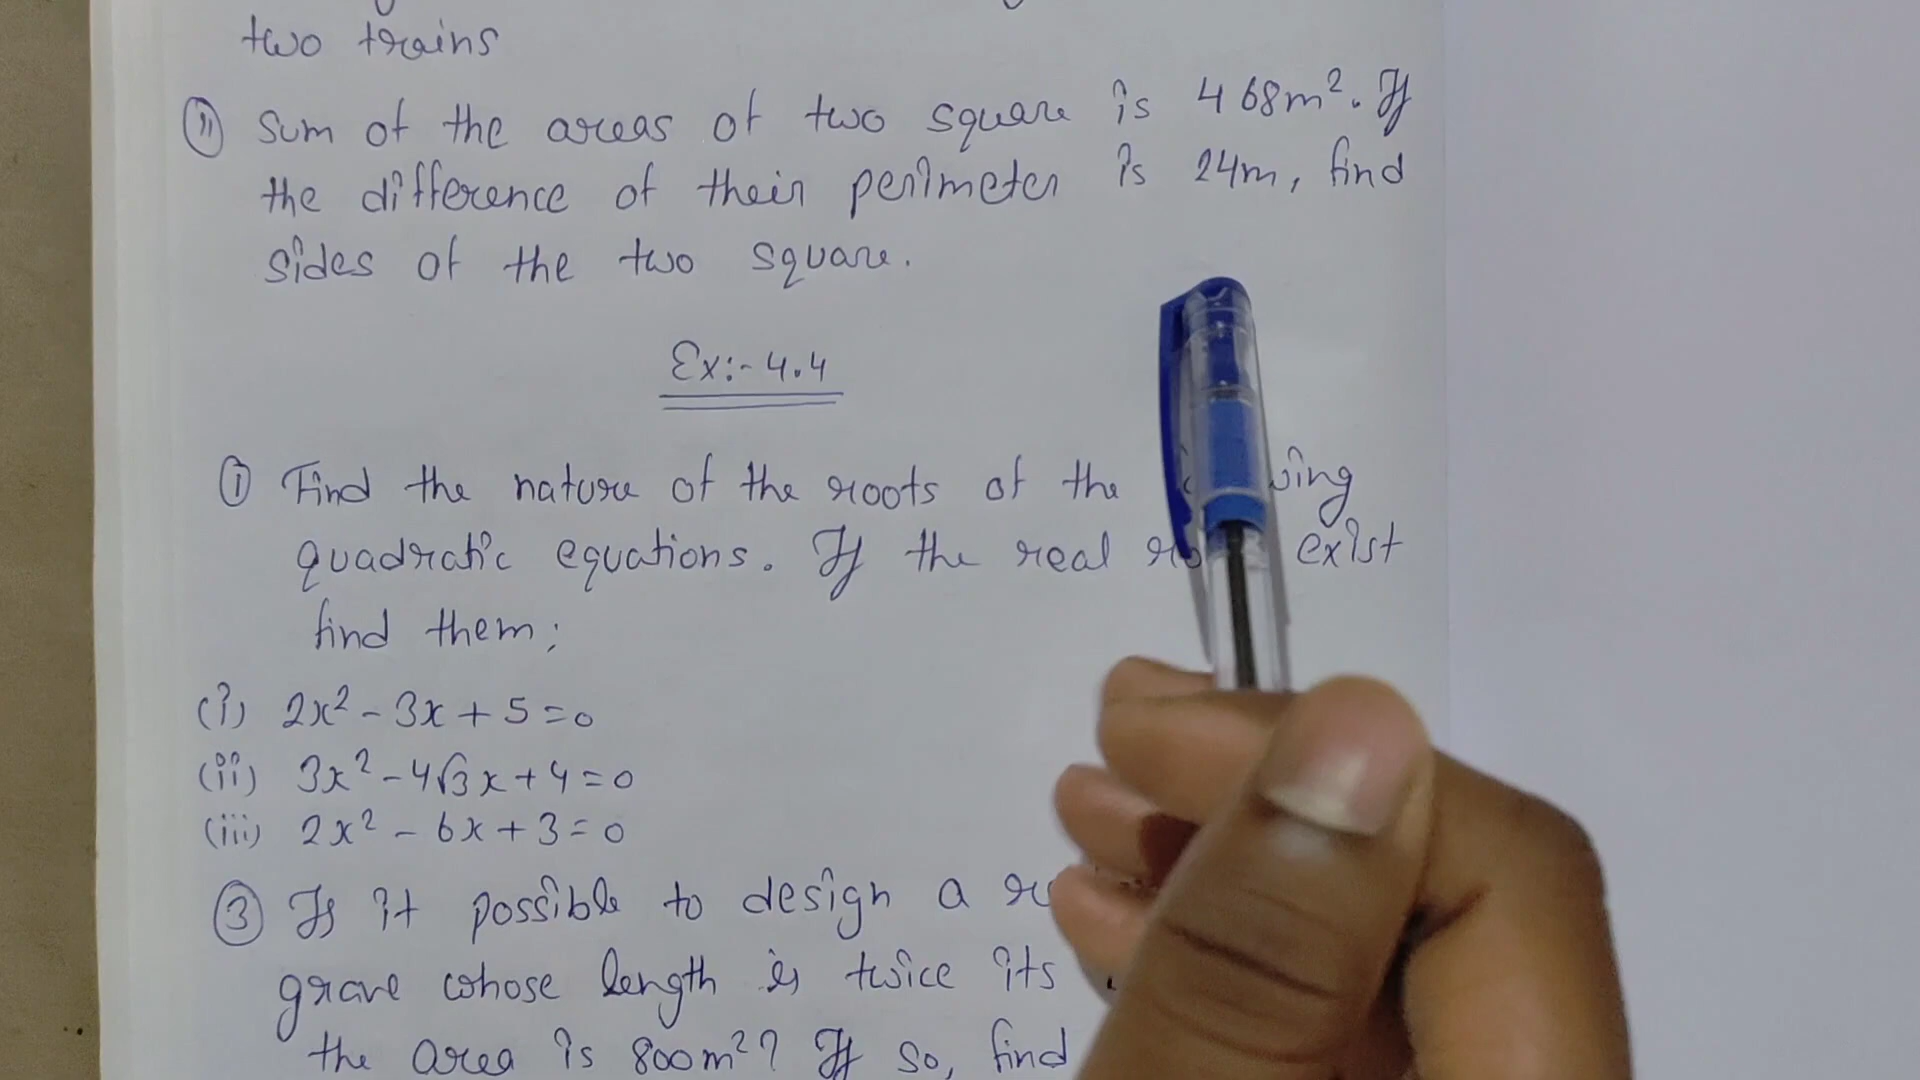 two trains
(11) Sum of the areas of two square is 468m². If
the difference of their perimeter is 24m, find
sides of the two square.
Ex:- 4.4
(1) Find the nature of the roots of the wing
quadratic equations. If the real exist
find them;
(i) 2x² - 3x + 5 = 0
(ii) 3x² - 4√3x + 4 = 0
(iii) 2x² - 6x + 3 = 0
(3) Is it possible to design a
grave whose length is twice its
the area is 800m²? If so, find